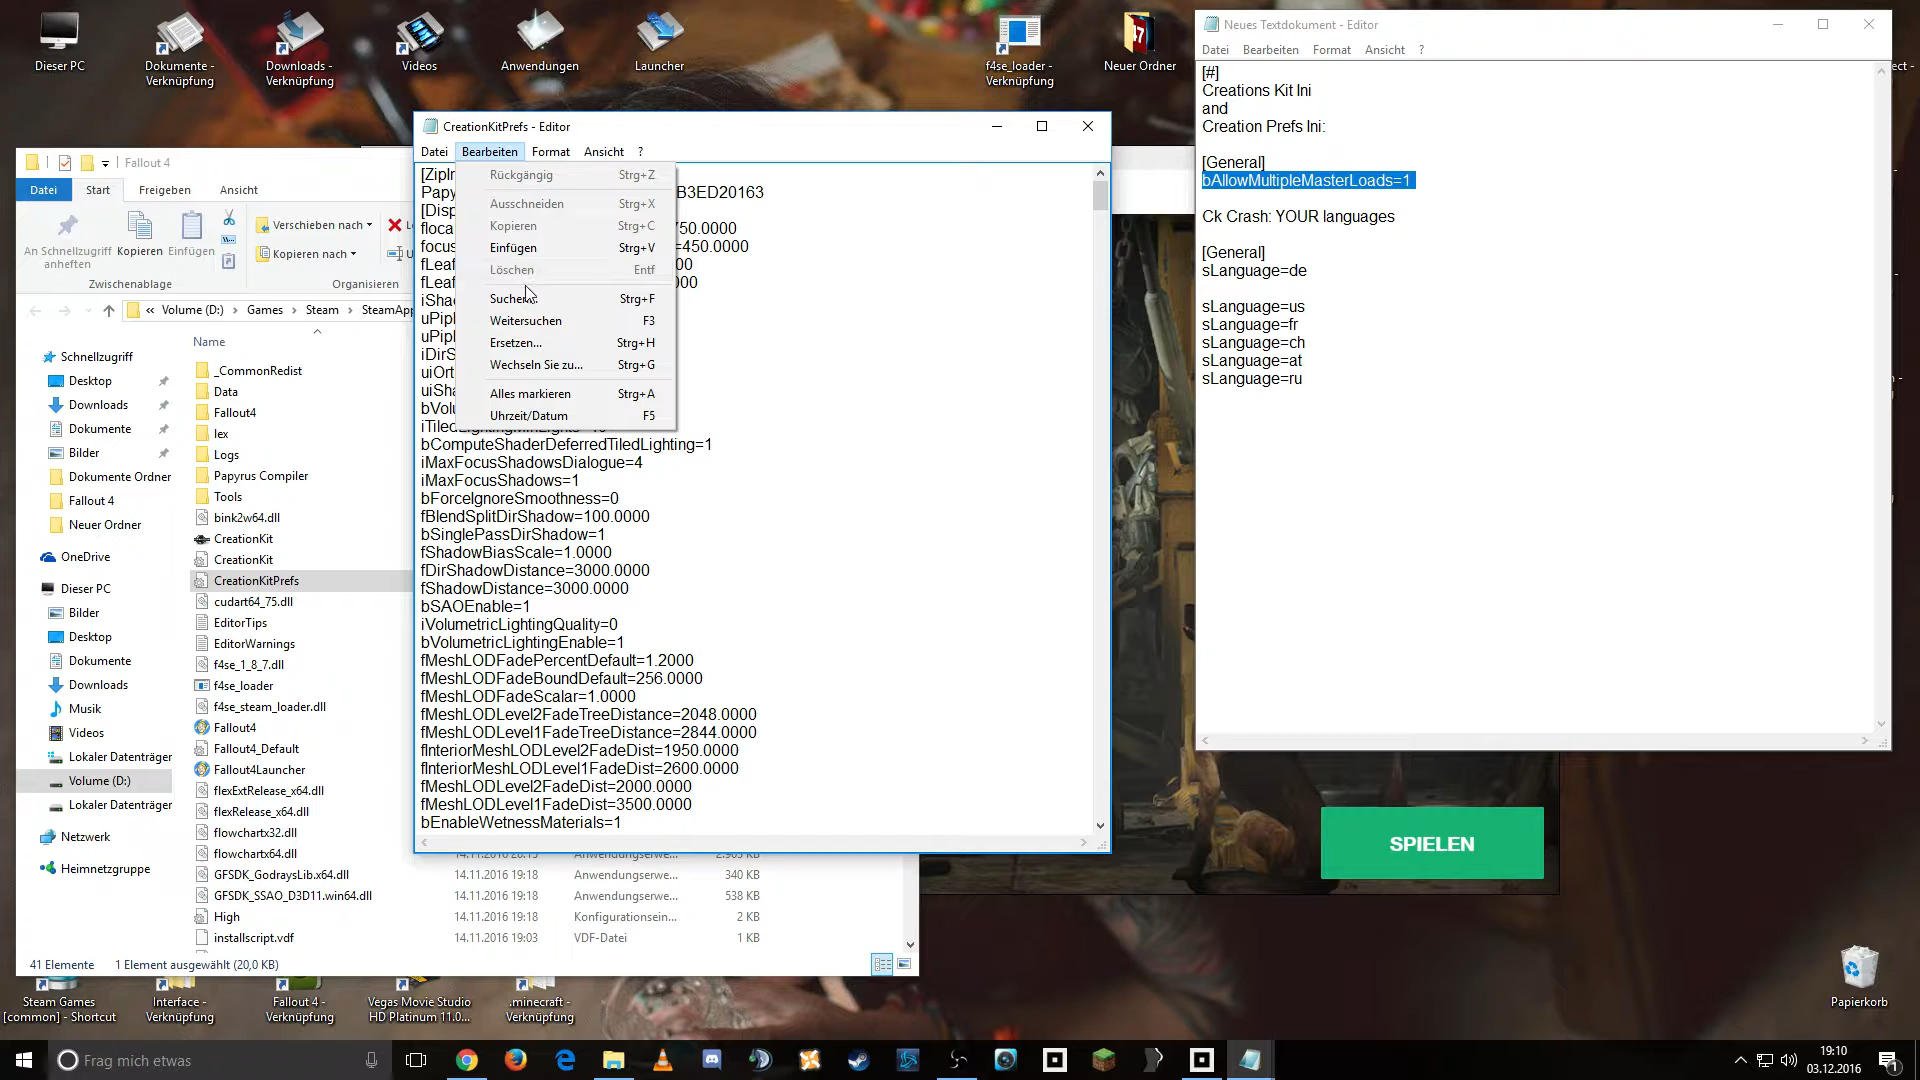 Dieser PC
Dokumente -
Verknüpfung
Downloads -
Verknüpfung
Videos
Anwendungen
Launcher
f4se_loader -
Verknüpfung
Neuer Ordner
Neues Textdokument - Editor
Datei Bearbeiten Format Ansicht ?
[#]
Creations Kit Ini
and
Creation Prefs Ini:
[General]
bAllowMultipleMasterLoads=1
Ck Crash: YOUR languages
[General]
sLanguage=de
sLanguage=us
sLanguage=fr
sLanguage=ch
sLanguage=at
sLanguage=ru
CreationKitPrefs - Editor
Datei Bearbeiten Format Ansicht ?
Rückgängig Strg+Z
Ausschneiden Strg+X
Kopieren Strg+C
Einfügen Strg+V
Löschen Entf
Suchen... Strg+F
Weitersuchen F3
Ersetzen... Strg+H
Wechseln Sie zu... Strg+G
Alles markieren Strg+A
Uhrzeit/Datum F5
B3ED20163
750.0000
=450.0000
bComputeShaderDeferredTiledLighting=1
iMaxFocusShadowsDialogue=4
iMaxFocusShadows=1
bForceIgnoreSmoothness=0
fBlendSplitDirShadow=100.0000
bSinglePassDirShadow=1
fShadowBiasScale=1.0000
fDirShadowDistance=3000.0000
fShadowDistance=3000.0000
bSAOEnable=1
iVolumetricLightingQuality=0
bVolumetricLightingEnable=1
fMeshLODFadePercentDefault=1.2000
fMeshLODFadeBoundDefault=256.0000
fMeshLODFadeScalar=1.0000
fMeshLODLevel2FadeTreeDistance=2048.0000
fMeshLODLevel1FadeTreeDistance=2844.0000
fInteriorMeshLODLevel2FadeDist=1950.0000
fInteriorMeshLODLevel1FadeDist=2600.0000
fMeshLODLevel2FadeDist=2000.0000
fMeshLODLevel1FadeDist=3500.0000
bEnableWetnessMaterials=1
Fallout 4
Datei Start Freigeben Ansicht
An Schnellzugriff
anheften
Kopieren
Einfügen
Verschieben nach
Kopieren nach
Zwischenablage
Organisieren
« Volume (D:) Games Steam SteamApp
Schnellzugriff
Desktop
Downloads
Dokumente
Bilder
Dokumente Ordner
Fallout 4
Neuer Ordner
OneDrive
Dieser PC
Bilder
Desktop
Dokumente
Downloads
Musik
Videos
Lokaler Datenträger
Volume (D:)
Lokaler Datenträger
Netzwerk
Heimnetzgruppe
Name
_CommonRedist
Data
Fallout4
lex
Logs
Papyrus Compiler
Tools
bink2w64.dll
CreationKit
CreationKit
CreationKitPrefs
cudart64_75.dll
EditorTips
EditorWarnings
f4se_1_8_7.dll
f4se_loader
f4se_steam_loader.dll
Fallout4
Fallout4_Default
Fallout4Launcher
flexExtRelease_x64.dll
flexRelease_x64.dll
flowchartx32.dll
flowchartx64.dll
GFSDK_GodraysLib.x64.dll 14.11.2016 19:18 Anwendungserwe... 340 KB
GFSDK_SSAO_D3D11.win64.dll 14.11.2016 19:18 Anwendungserwe... 538 KB
High 14.11.2016 19:18 Konfigurationsein... 2 KB
installscript.vdf 14.11.2016 19:03 VDF-Datei 1 KB
41 Elemente 1 Element ausgewählt (20,0 KB)
SPIELEN
Steam Games
[common] - Shortcut
Interface -
Verknüpfung
Fallout 4 -
Verknüpfung
Vegas Movie Studio
HD Platinum 11.0...
.minecraft -
Verknüpfung
Papierkorb
Frag mich etwas
19:10
03.12.2016